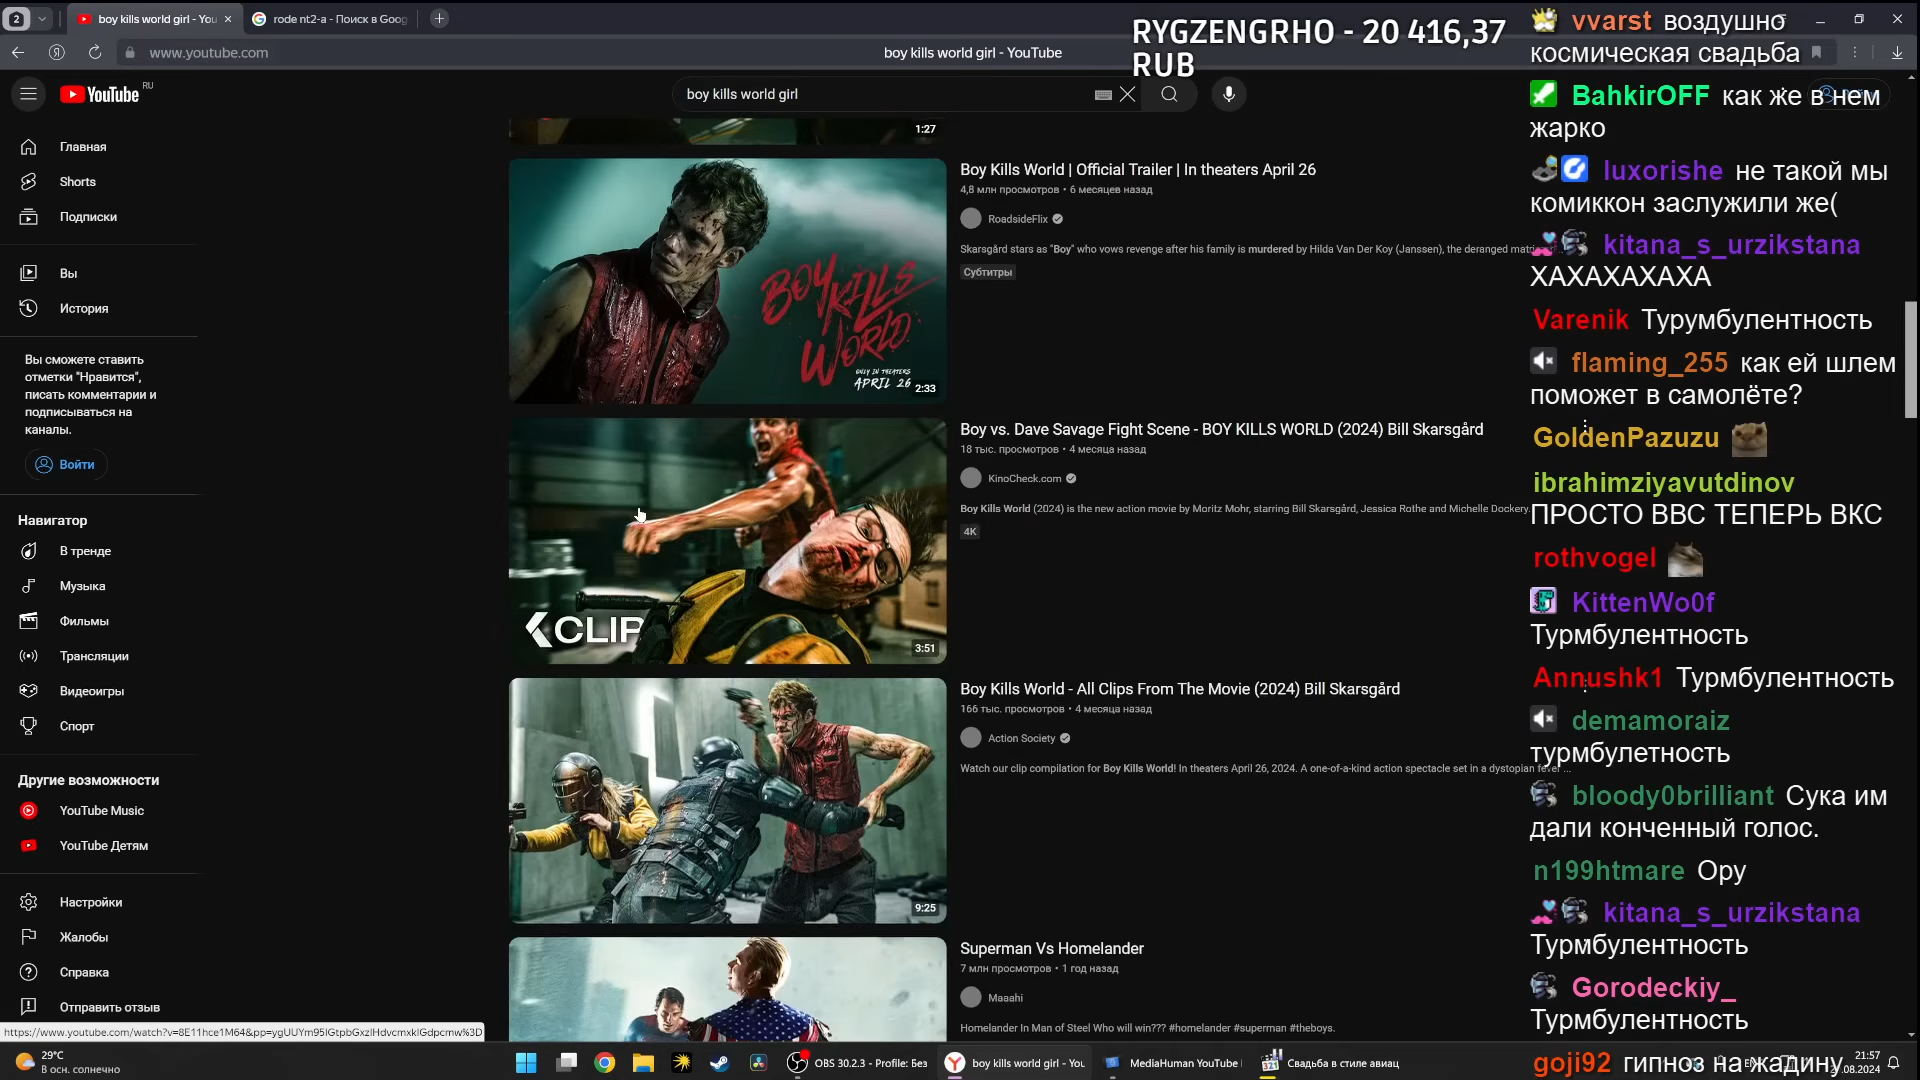 2
boy kills world girl - You
rode nt2-a - Поиск в Goog
www.youtube.com
boy kills world girl - YouTube
RYGZENGRHO - 20 416,37
RUB
YouTube RU
boy kills world girl
Главная
Shorts
Подписки
Вы
История
Вы сможете ставить
отметки "Нравится",
писать комментарии и
подписываться на
каналы.
Войти
Навигатор
В тренде
Музыка
Фильмы
Трансляции
Видеоигры
Спорт
Другие возможности
YouTube Music
YouTube Детям
Настройки
Жалобы
Справка
Отправить отзыв
1:27
BOY KILLS
WORLD
ONLY IN THEATERS
APRIL 26
2:33
Boy Kills World | Official Trailer | In theaters April 26
4,8 млн просмотров • 6 месяцев назад
RoadsideFlix
Skarsgård stars as "Boy" who vows revenge after his family is murdered by Hilda Van Der Koy (Janssen), the deranged
Субтитры
CLIP
3:51
Boy vs. Dave Savage Fight Scene - BOY KILLS WORLD (2024) Bill Skarsgård
18 тыс. просмотров • 4 месяца назад
KinoCheck.com
Boy Kills World (2024) is the new action movie by Moritz Mohr, starring Bill Skarsgård, Jessica Rothe and Michelle Dockery.
4K
9:25
Boy Kills World - All Clips From The Movie (2024) Bill Skarsgård
166 тыс. просмотров • 4 месяца назад
Action Society
Watch our clip compilation for Boy Kills World! In theaters April 26, 2024. A one-of-a-kind action spectacle set in a dystopian fever ...
Superman Vs Homelander
7 млн просмотров • 1 год назад
Maaahi
Homelander In Man of Steel Who will win??? #homelander #superman #theboys.
vvarst воздушно
космическая свадьба
BahkirOFF как же в нем
жарко
luxorishe не такой мы
комиккон заслужили же(
kitana_s_urzikstana
ХАХАХАХАХА
Varenik Турумбулентность
flaming_255 как ей шлем
поможет в самолёте?
GoldenPazuzu
ibrahimziyavutdinov
ПРОСТО ВВС ТЕПЕРЬ ВКС
rothvogel
KittenWo0f
Турмбулентность
Annushk1 Турмбулентность
demamoraiz
турмбулетность
bloody0brilliant Сука им
дали конченный голос.
n199htmare Ору
kitana_s_urzikstana
Турмбулентность
Gorodeckiy_
Турмбулентность
goji92 гипноз на жадину
29°C
В осн. солнечно
OBS 30.2.3 - Profile: Без
boy kills world girl - You
MediaHuman YouTube
Свадьба в стиле авиац
21:57
.08.2024